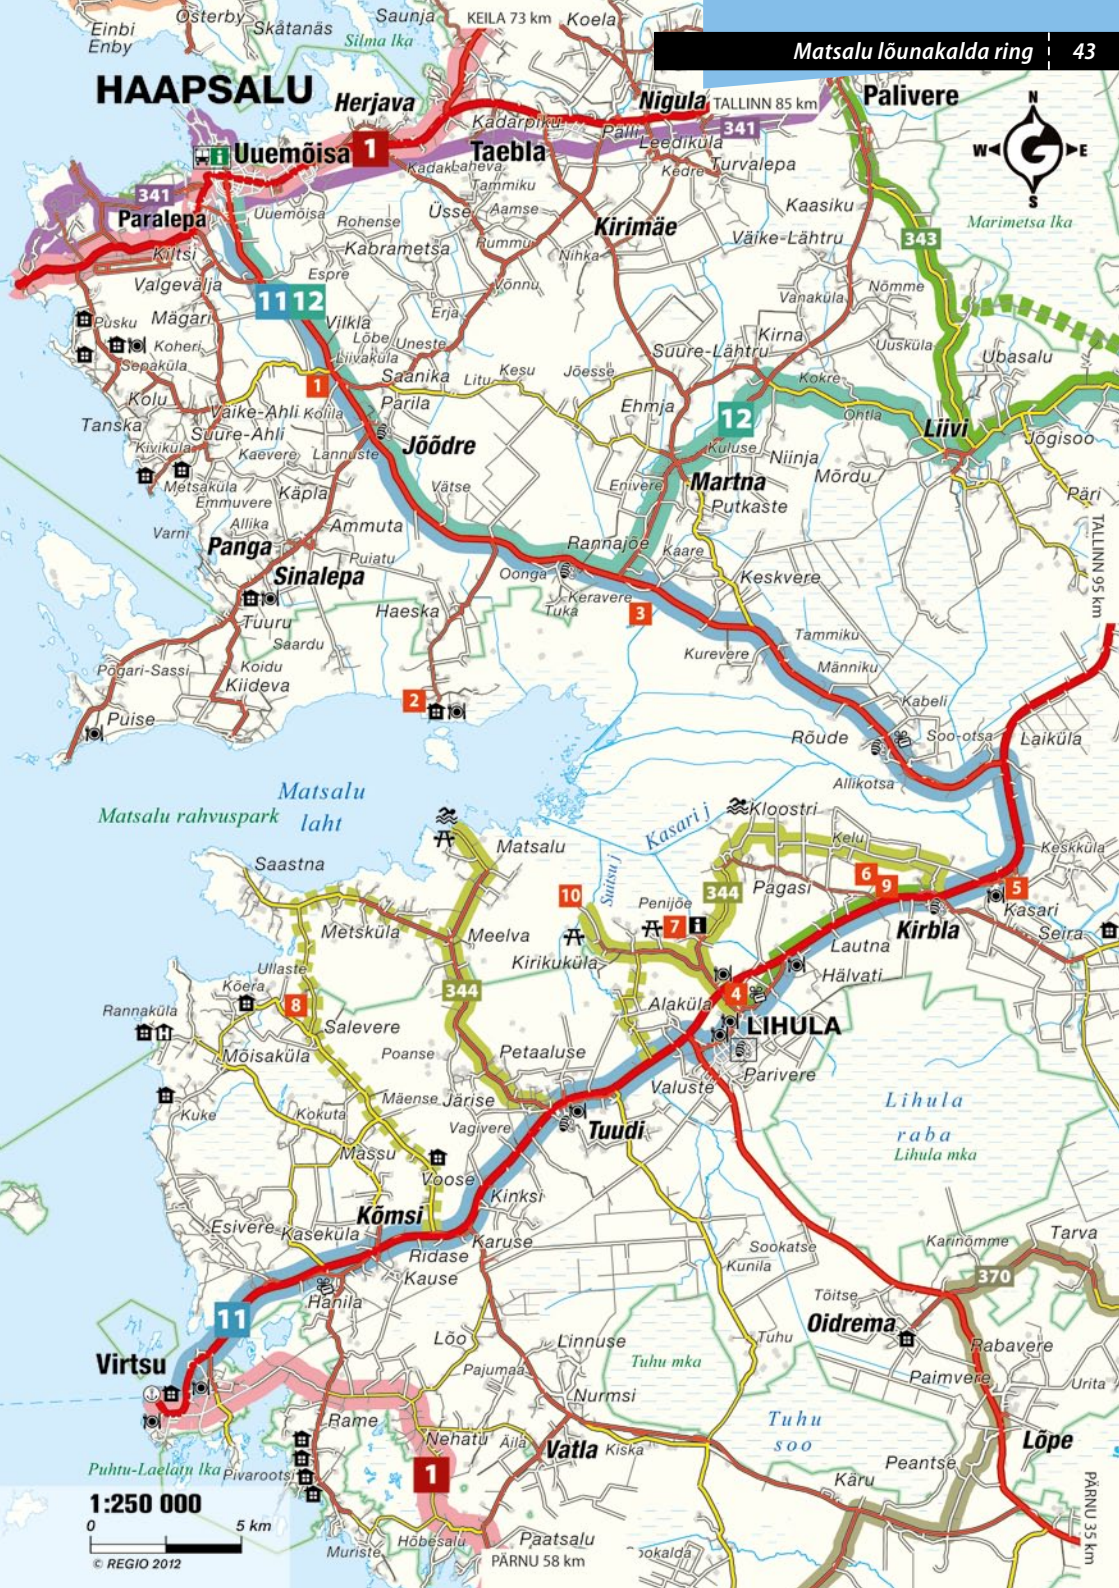 Österby
Saunja
KEILA 73 km
Koela
Einbi
Enby
Skåtanäs
Silma lka
Matsalu lõunakalda ring 43
HAAPSALU
Herjava
Nigula
TALLINN 85 km
Palivere
N
W E
S
Kadarpiku
Palli
341
Uuemõisa
1
Taebla
Leediküla
Kadaka
Laheva
Kedre
Turvalepa
Tammiku
341
Paralepa
Uuemõisa
Rohense
Üsse
Aamse
Kirimäe
Kaasiku
Marimetsa lka
Väike-Lähtru
343
Kiltsi
Kabrametsa
Rummu
Nihka
Valgevälja
Espre
Võnnu
Nõmme
Vanaküla
11 12
Erja
Pusku
Mägari
Vilkla
Kirna
Koheri
Lõbe
Uneste
Suure-Lähtru
Uusküla
Ubasalu
Liivaküla
Sepaküla
1
Saanika
Litu
Kesu
Jõesse
Kokre
Kolu
Väike-Ahli
Kolila
Parila
Ehmja
12
Ohtla
Liivi
Tanska
Suure-Ahli
Kiviküla
Kaevere
Lannuste
Jõõdre
Kuluse
Niinja
Jõgisoo
Metsaküla
Enivere
Martna
Mõrdu
Emmuvere
Käpla
Vätse
Putkaste
Päri
Varni
Allika
Ammuta
Panga
Puiatu
Rannajõe
Kaare
TALLINN 95 km
Sinalepa
Oonga
Keravere
Keskvere
Tuka
3
Tuuru
Haeska
Tammiku
Saardu
Kurevere
Männiku
Põgari-Sassi
Koidu
Kiideva
2
Kabeli
Puise
Rõude
Soo-otsa
Laiküla
Allikotsa
Matsalu
laht
Matsalu rahvuspark
Kasari j
Kloostri
Kelu
Keskküla
Matsalu
Saastna
Suitsu j
6
9
5
10
344
Pagasi
Penijõe
7
Kasari
Metsküla
Meelva
Kirbla
Seira
Lautna
Kirikuküla
Hälvati
Ullaste
344
Kõera
8
Alaküla
4
LIHULA
Rannaküla
Salevere
Mõisaküla
Poanse
Petaaluse
Parivere
Valuste
Kuke
Mäense
Järise
Lihula
raba
Lihula mka
Kokuta
Vagivere
Tuudi
Massu
Voose
Kinksi
Kõmsi
Esivere
Kaseküla
Karuse
Ridase
Kause
Sookatse
Kunila
Karinõmme
Tarva
370
Hanila
Töitse
11
Oidrema
Lõo
Linnuse
Tuhu
Virtsu
Tuhu mka
Rabavere
Pajumaa
Paimvere
Urita
Nurmsi
Rame
Tuhu
soo
Nehatu
Äila
Vatla
Kiska
Lõpe
Puhtu-Laelatu lka
Pivarootsi
1
Peantse
Käru
1:250 000
0 5 km
© REGIO 2012
Hõbesalu
Paatsalu
Muriste
PÄRNU 58 km
PÄRNU 35 km